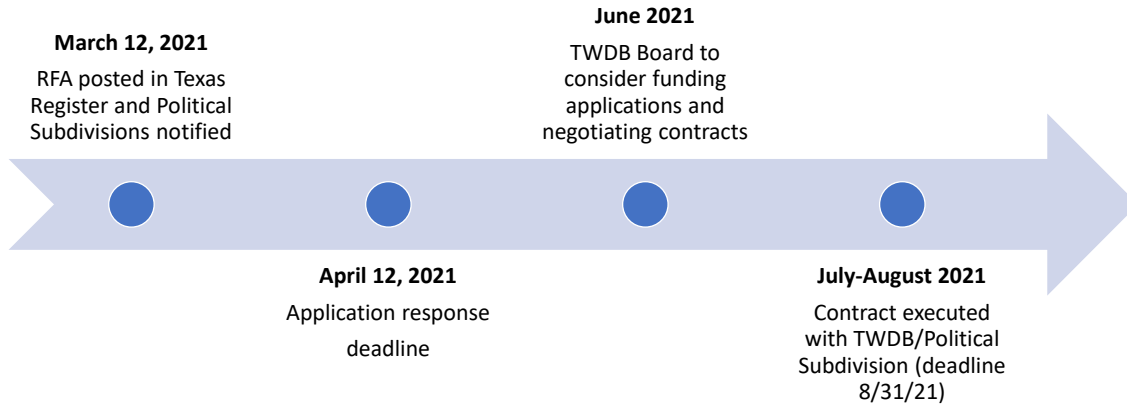 March 12, 2021
RFA posted in Texas
Register and Political
Subdivisions notified
April 12, 2021
Application response
deadline
June 2021
TWDB Board to
consider funding
applications and
negotiating contracts
July-August 2021
Contract executed
with TWDB/Political
Subdivision (deadline
8/31/21)